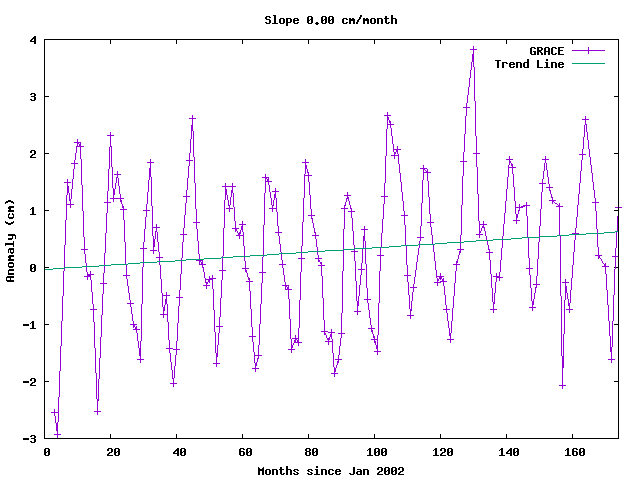 Slope 0.00 cm/month
GRACE
Trend Line
4
3
2
1
0
-1
-2
-3
Anomaly (cm)
0 20 40 60 80 100 120 140 160
Months since Jan 2002